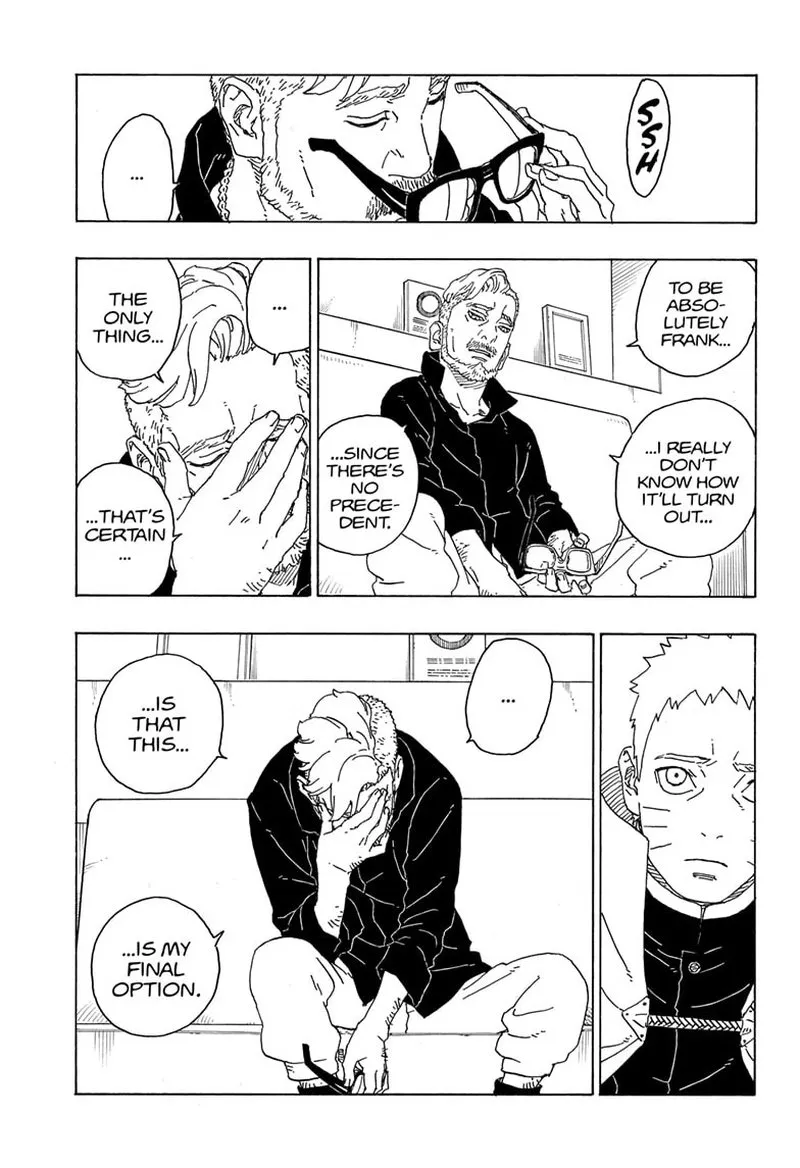 SSH
...
TO BE
ABSO-
LUTELY
FRANK...
...I REALLY
DON'T
KNOW HOW
IT'LL TURN
OUT...
...SINCE
THERE'S
NO
PRECE-
DENT.
...
THE
ONLY
THING...
...THAT'S
CERTAIN
...
...
...IS
THAT
THIS...
...IS MY
FINAL
OPTION.